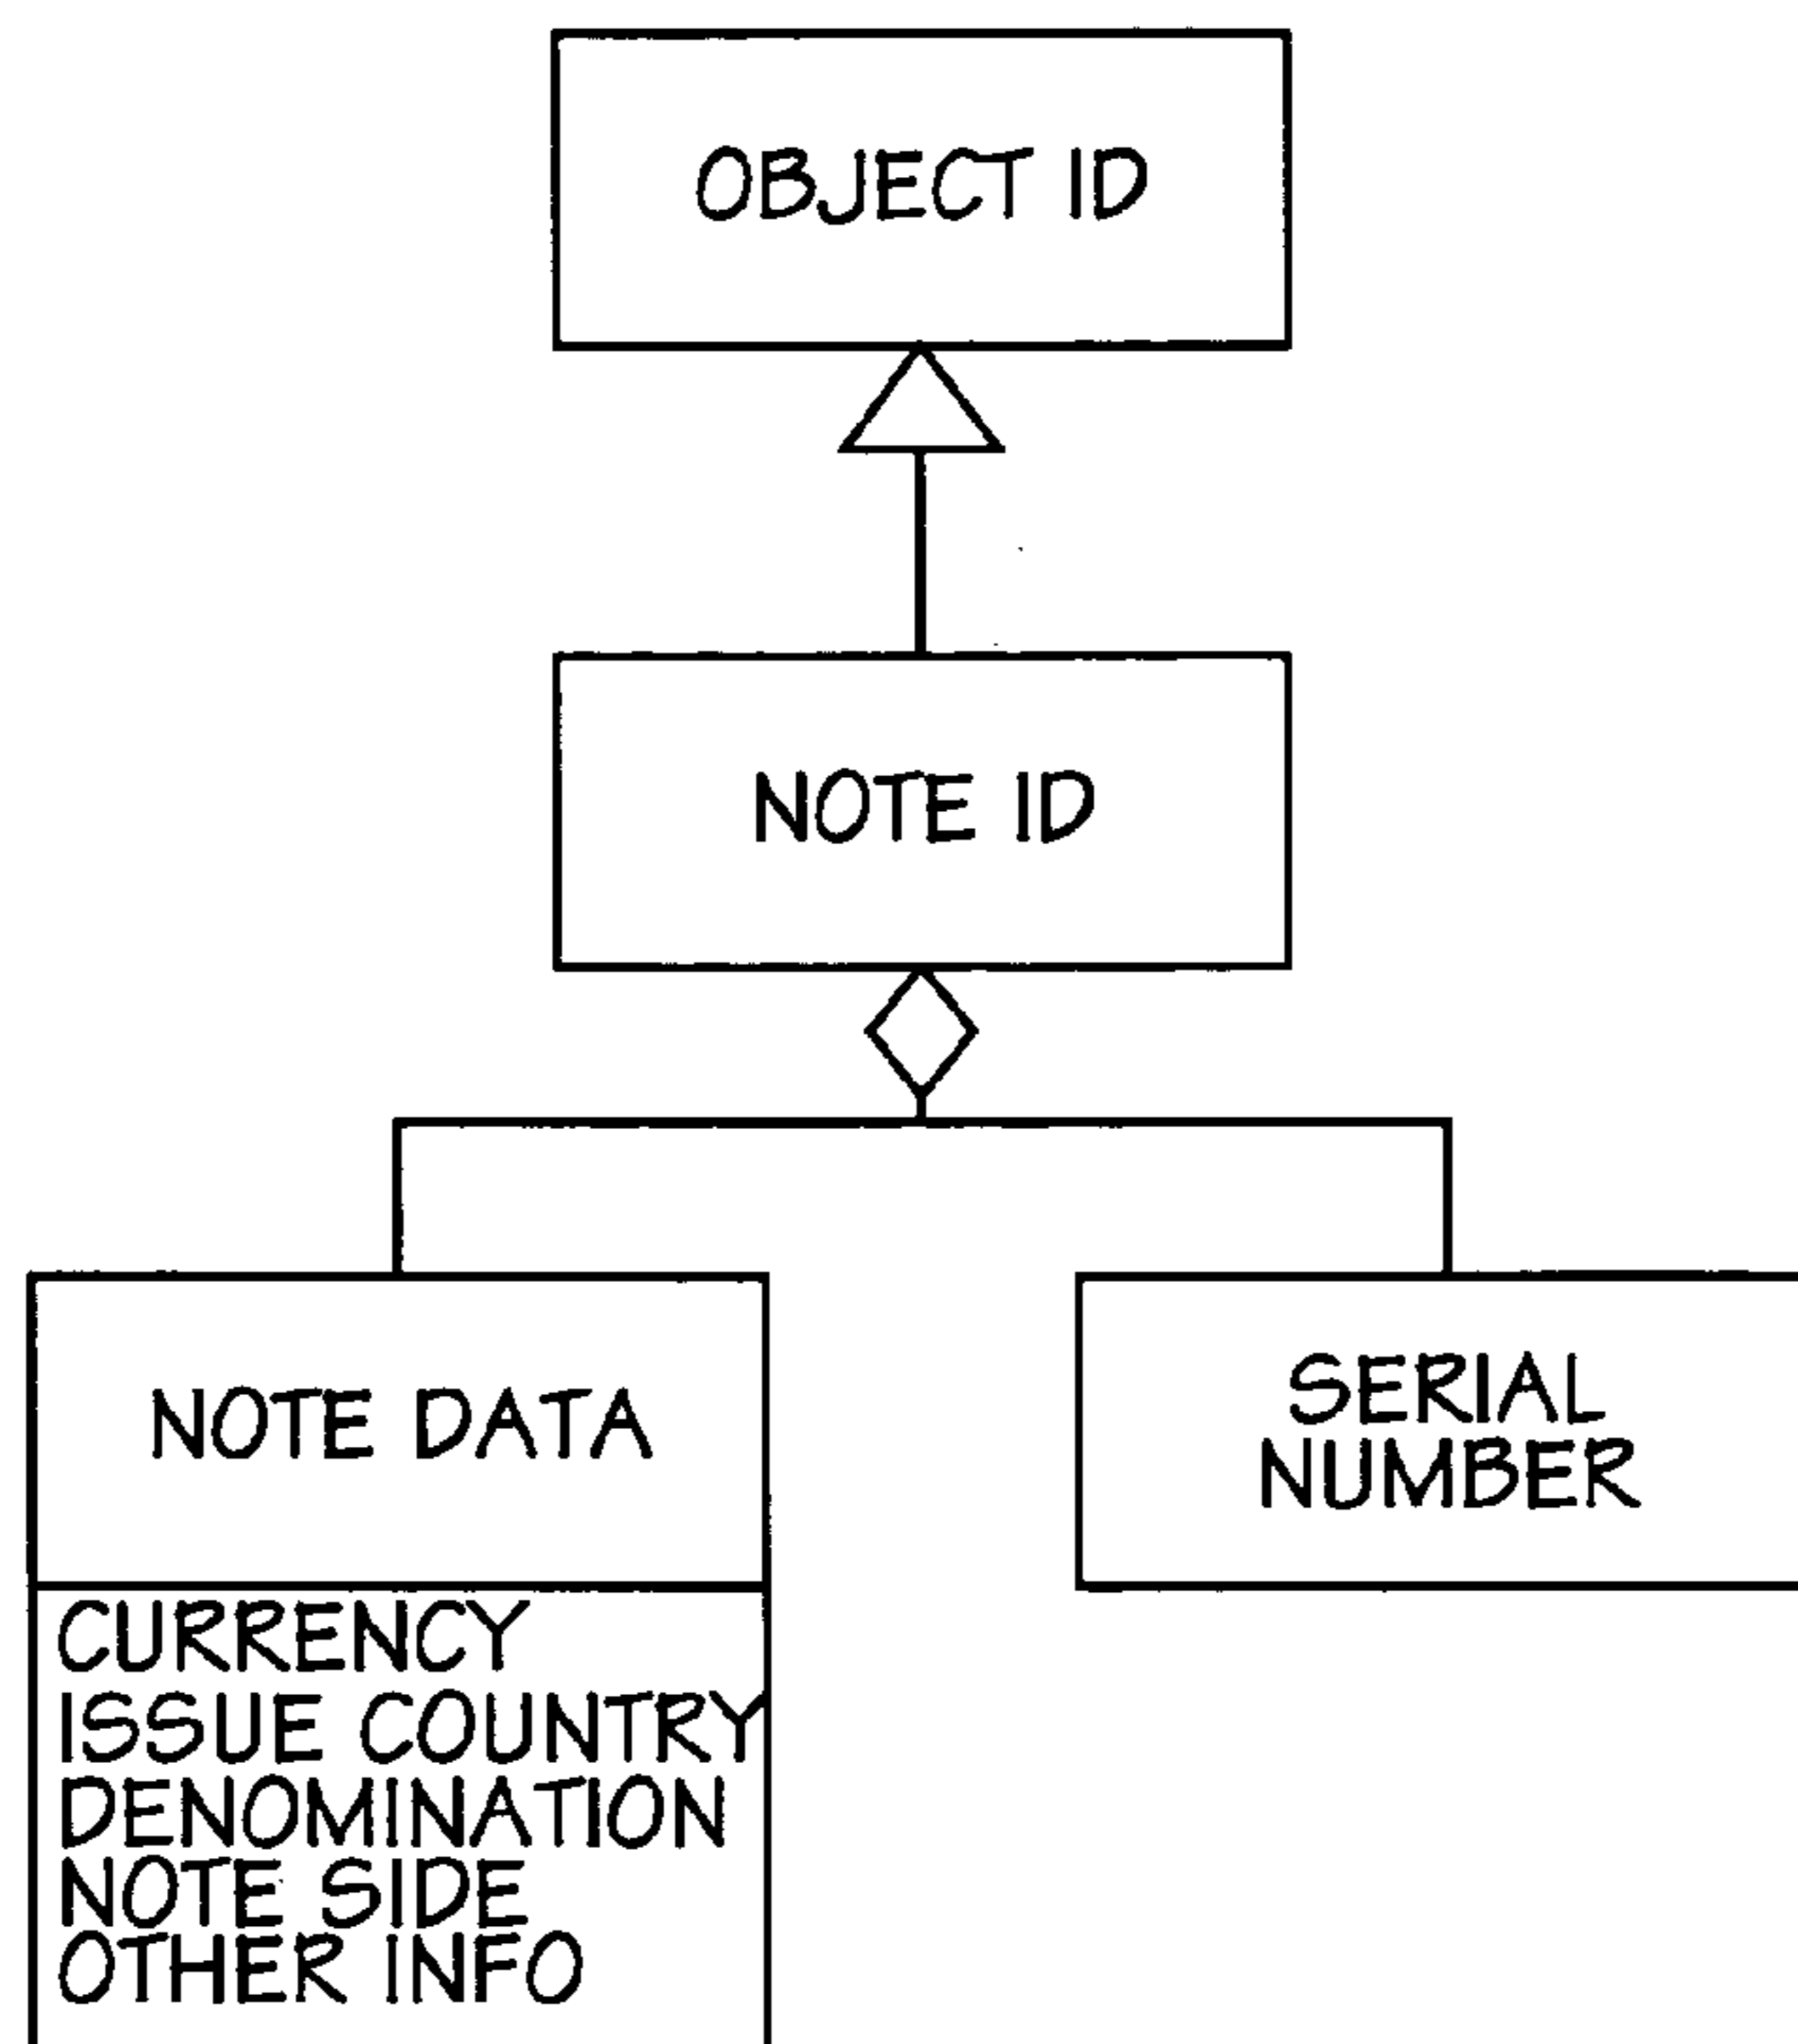 OBJECT ID
NOTE ID
NOTE DATA
SERIAL
NUMBER
CURRENCY
ISSUE COUNTRY
DENOMINATION
NOTE SIDE
OTHER INFO